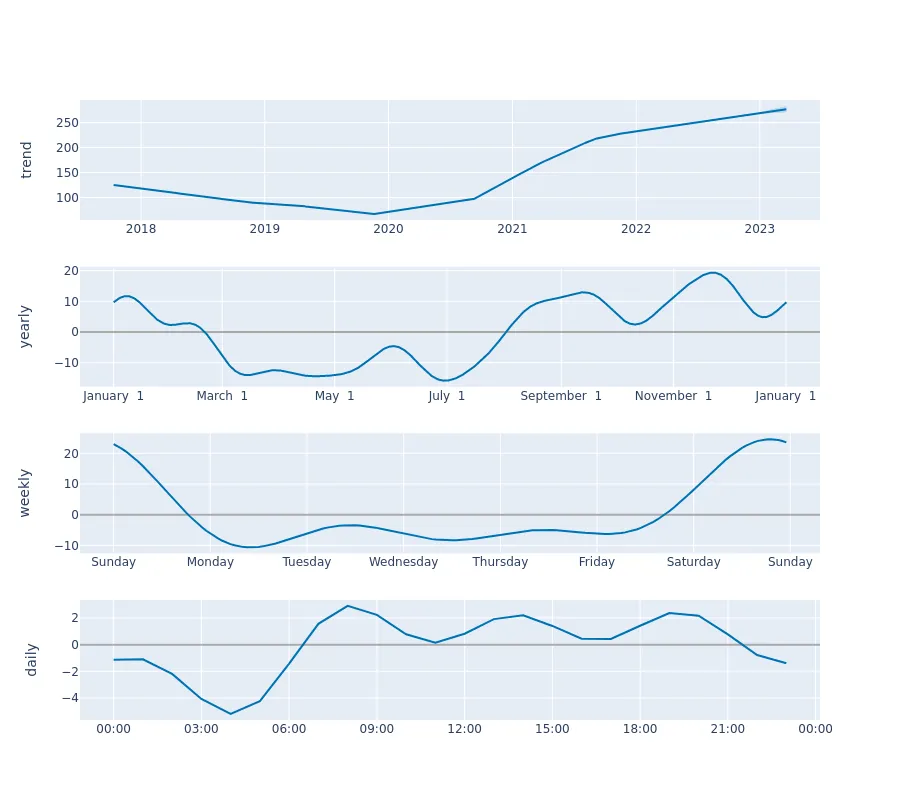 trend
250
200
150
100
2018 2019 2020 2021 2022 2023
yearly
20
10
0
−10
January 1 March 1 May 1 July 1 September 1 November 1 January 1
weekly
20
10
0
−10
Sunday Monday Tuesday Wednesday Thursday Friday Saturday Sunday
daily
2
0
−2
−4
00:00 03:00 06:00 09:00 12:00 15:00 18:00 21:00 00:00